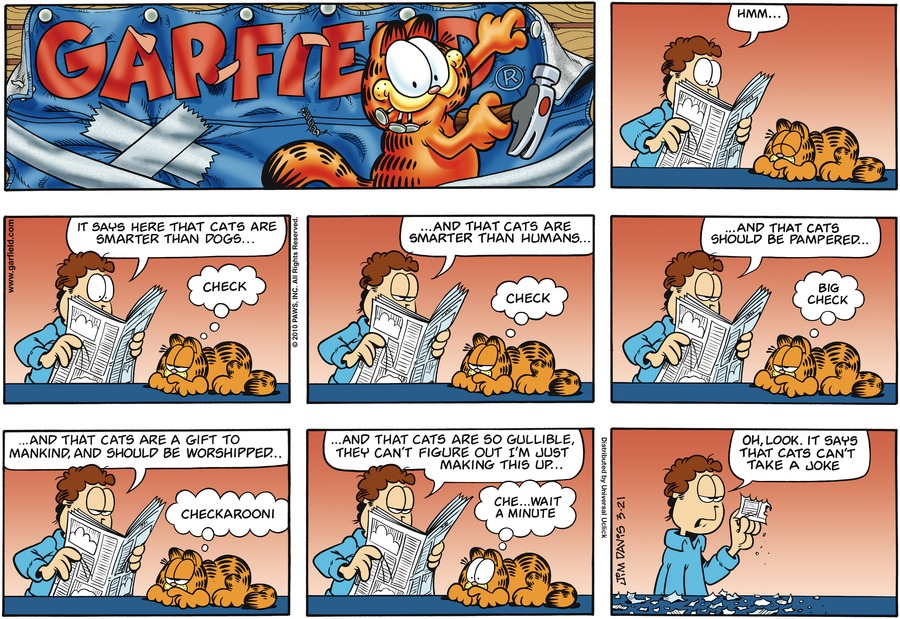 GARFIELD
®
HMM...
www.garfield.com
IT SAYS HERE THAT CATS ARE
SMARTER THAN DOGS...
CHECK
© 2010 PAWS, INC. All Rights Reserved.
...AND THAT CATS ARE
SMARTER THAN HUMANS...
CHECK
...AND THAT CATS
SHOULD BE PAMPERED...
BIG
CHECK
...AND THAT CATS ARE A GIFT TO
MANKIND, AND SHOULD BE WORSHIPPED...
CHECKAROONI
...AND THAT CATS ARE SO GULLIBLE,
THEY CAN'T FIGURE OUT I'M JUST
MAKING THIS UP...
CHE...WAIT
A MINUTE
Distributed by Universal Uclick
JIM DAVIS 3-21
OH, LOOK. IT SAYS
THAT CATS CAN'T
TAKE A JOKE